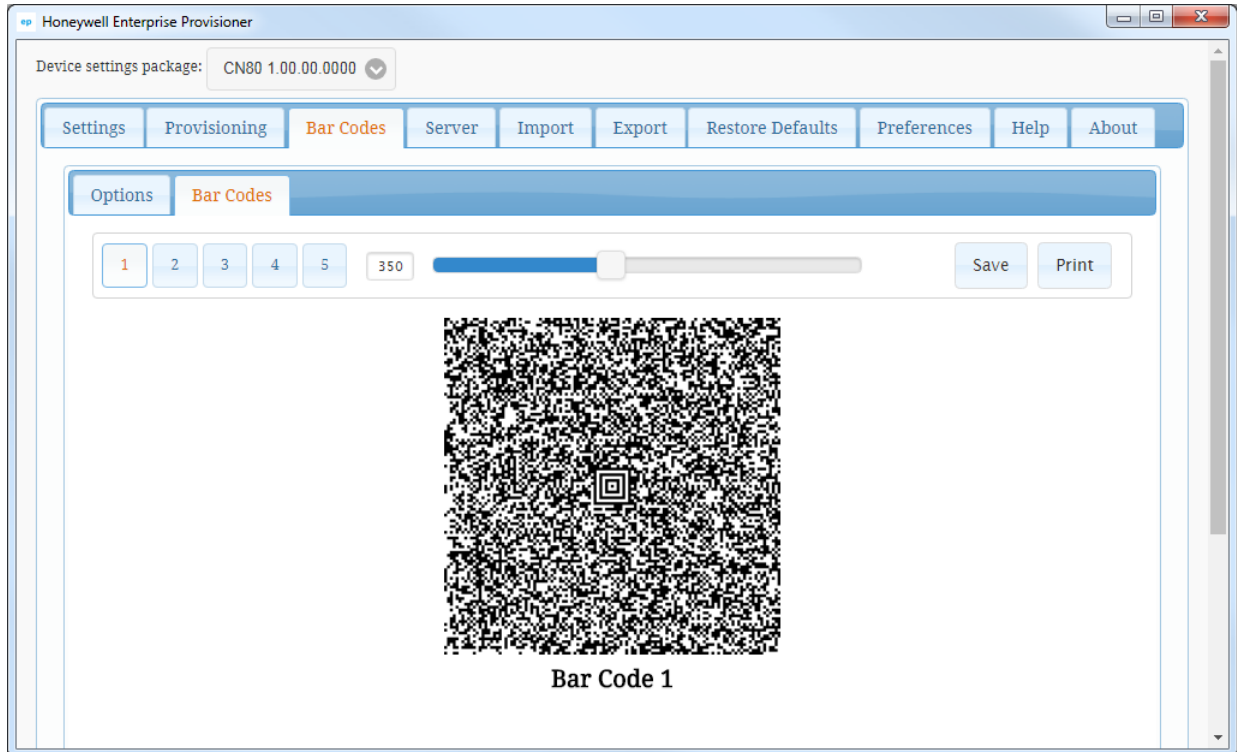 ep Honeywell Enterprise Provisioner
Device settings package: CN80 1.00.00.0000
Settings Provisioning Bar Codes Server Import Export Restore Defaults Preferences Help About
Options Bar Codes
1 2 3 4 5 350 Save Print
Bar Code 1